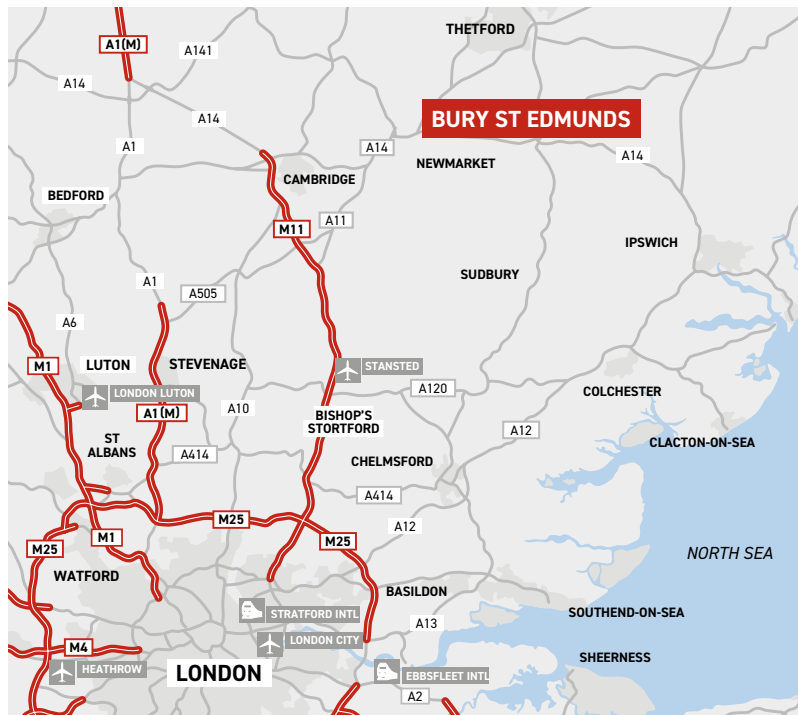 THETFORD
A1(M)
A141
A14
A14
BURY ST EDMUNDS
A1
A14
A14
NEWMARKET
CAMBRIDGE
BEDFORD
A11
M11
IPSWICH
SUDBURY
A1
A505
A6
M1
LUTON
STEVENAGE
STANSTED
LONDON LUTON
A120
COLCHESTER
A1(M)
A10
BISHOP'S
STORTFORD
A12
CLACTON-ON-SEA
ST
ALBANS
A414
CHELMSFORD
A414
M25
A12
M25
M1
M25
NORTH SEA
WATFORD
BASILDON
STRATFORD INTL
SOUTHEND-ON-SEA
A13
LONDON CITY
M4
HEATHROW
LONDON
EBBSFLEET INTL
SHEERNESS
A2